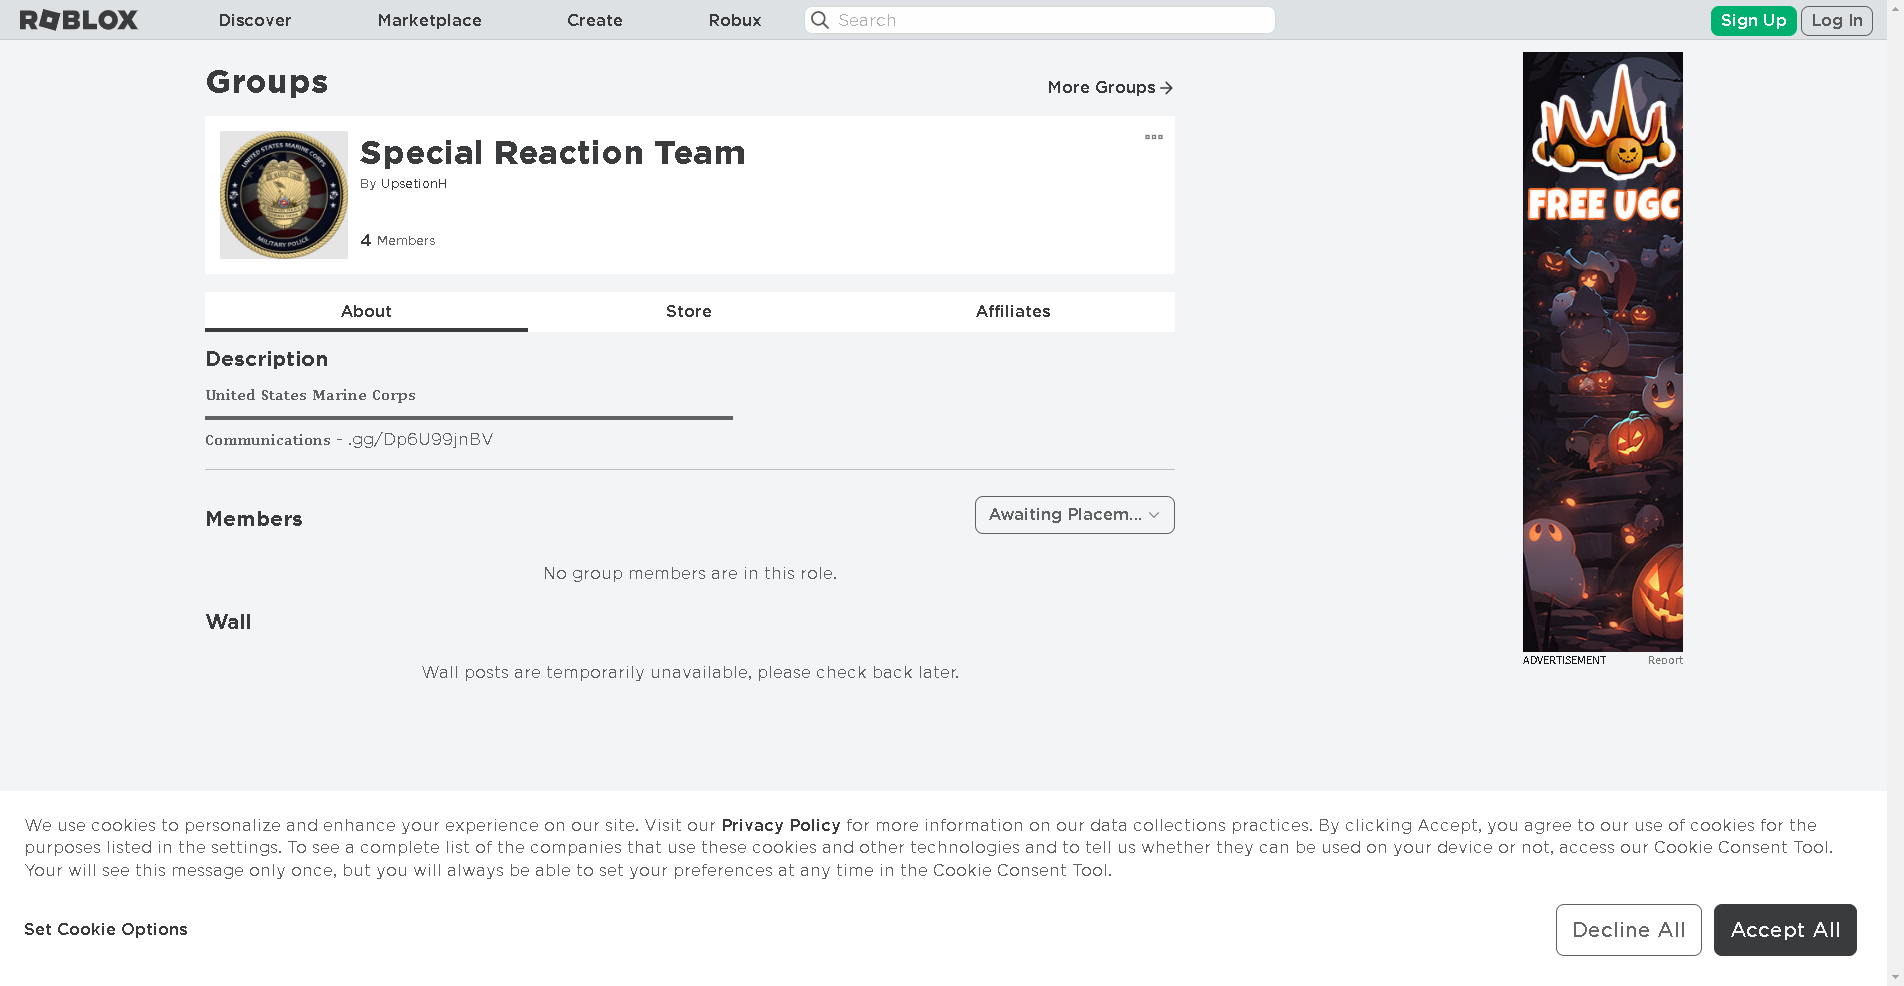 ROBLOX Discover Marketplace Create Robux Search Sign Up Log In
Groups
More Groups
UNITED STATES MARINE CORPS
MILITARY POLICE
Special Reaction Team
By UpsetionH
4 Members
About Store Affiliates
Description
United States Marine Corps
Communications - .gg/Dp6U99jnBV
Members
Awaiting Placem...
No group members are in this role.
Wall
Wall posts are temporarily unavailable, please check back later.
FREE UGC
ADVERTISEMENT Report
We use cookies to personalize and enhance your experience on our site. Visit our Privacy Policy for more information on our data collections practices. By clicking Accept, you agree to our use of cookies for the
purposes listed in the settings. To see a complete list of the companies that use these cookies and other technologies and to tell us whether they can be used on your device or not, access our Cookie Consent Tool.
Your will see this message only once, but you will always be able to set your preferences at any time in the Cookie Consent Tool.
Set Cookie Options
Decline All
Accept All